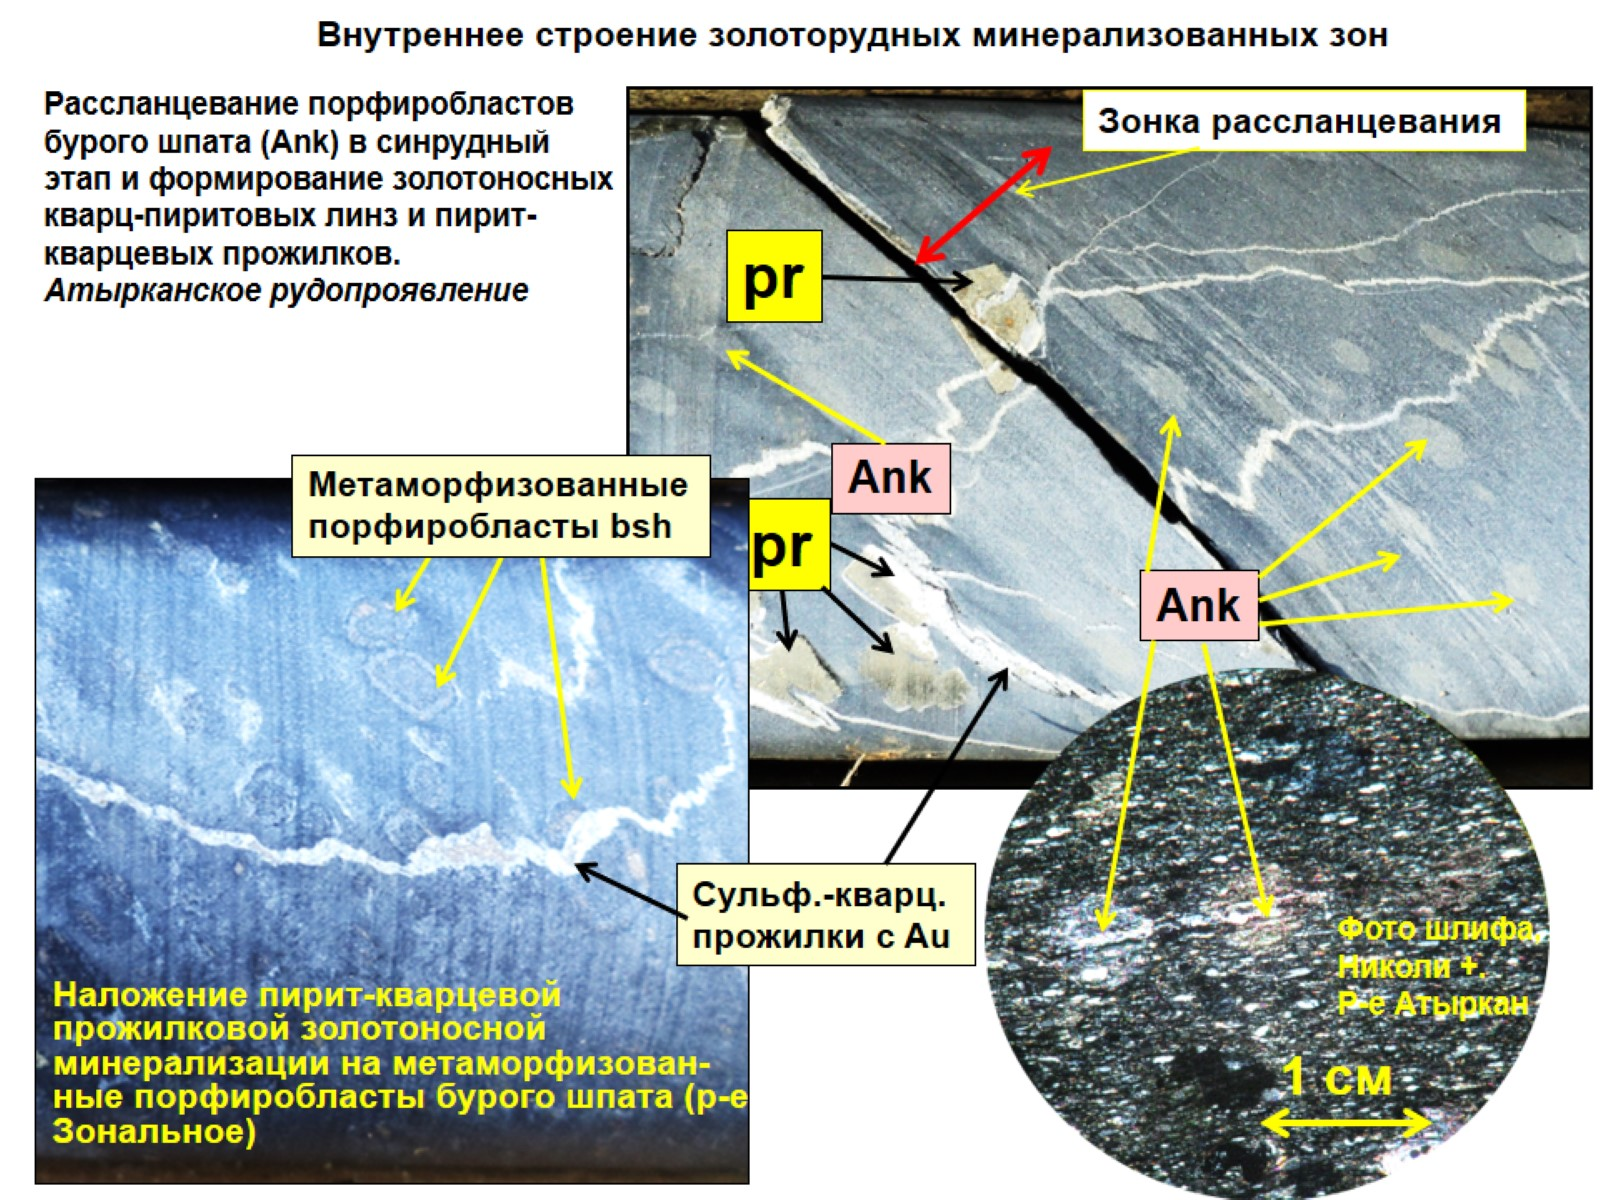 Внутреннее строение золоторудных минерализованных зон
Рассланцевание порфиробластов
бурого шпата (Ank) в синрудный
этап и формирование золотоносных
кварц-пиритовых линз и пирит-
кварцевых прожилков.
Атырканское рудопроявление
Зонка рассланцевания
pr
Ank
Метаморфизованные
порфиробласты bsh
pr
Ank
Сульф.-кварц.
прожилки с Au
Фото шлифа,
Николи +.
Р-е Атыркан
1 см
Наложение пирит-кварцевой
прожилковой золотоносной
минерализации на метаморфизован-
ные порфиробласты бурого шпата (р-е
Зональное)